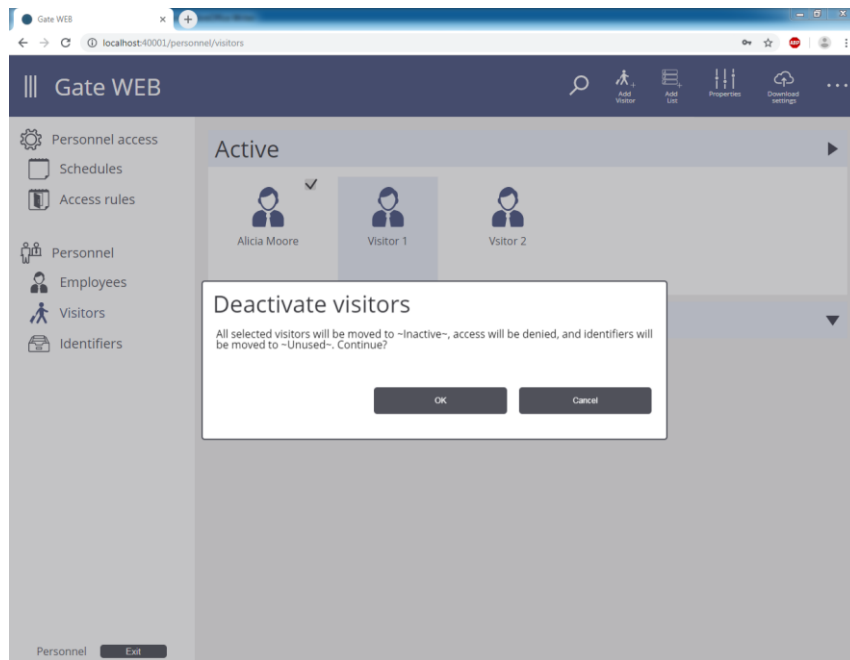 Gate WEB
localhost:40001/personnel/visitors
ABP
Gate WEB
Add
Visitor
Add
List
Properties
Download
settings
Personnel access
Schedules
Access rules
Personnel
Employees
Visitors
Identifiers
Active
Alicia Moore
Visitor 1
Vsitor 2
Deactivate visitors
All selected visitors will be moved to ~Inactive~, access will be denied, and identifiers will
be moved to ~Unused~. Continue?
OK
Cancel
Personnel
Exit